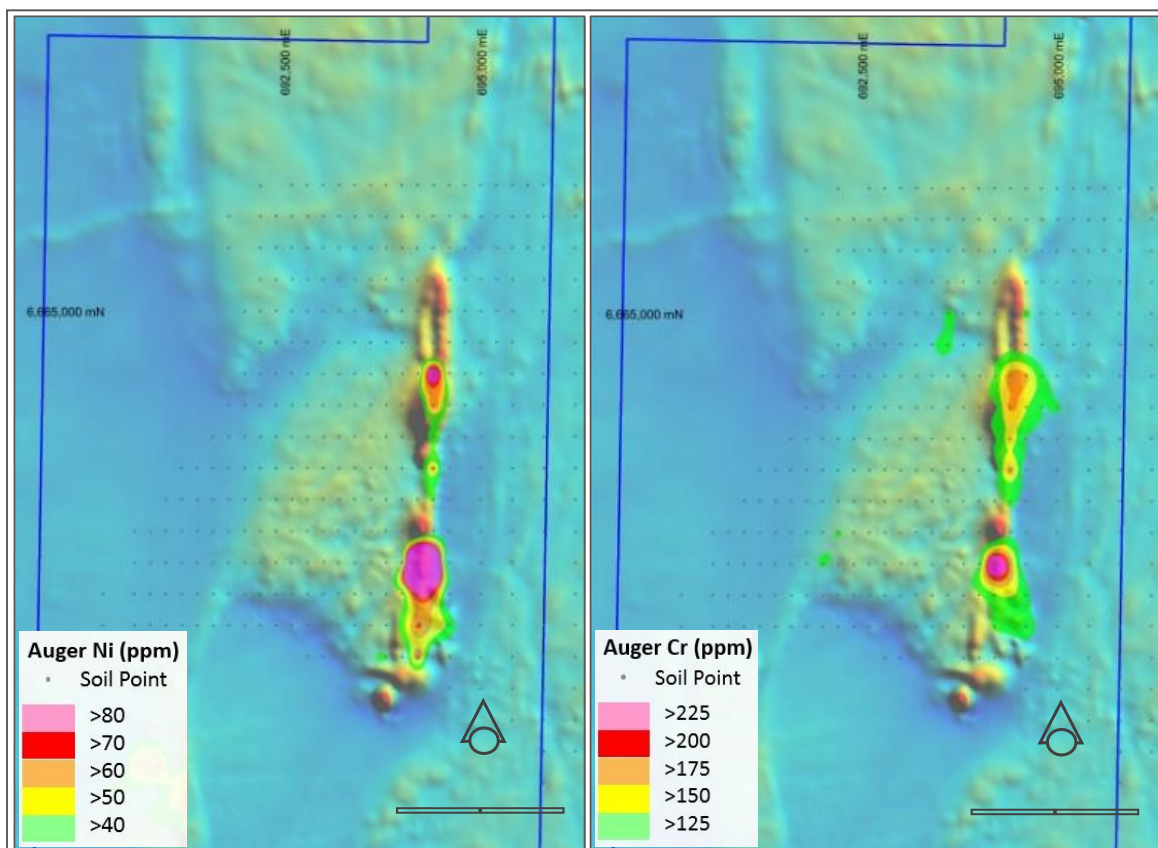 692,500 mE
695,000 mE
6,665,000 mN
Auger Ni (ppm)
Soil Point
>80
>70
>60
>50
>40
692,500 mE
695,000 mE
6,665,000 mN
Auger Cr (ppm)
Soil Point
>225
>200
>175
>150
>125